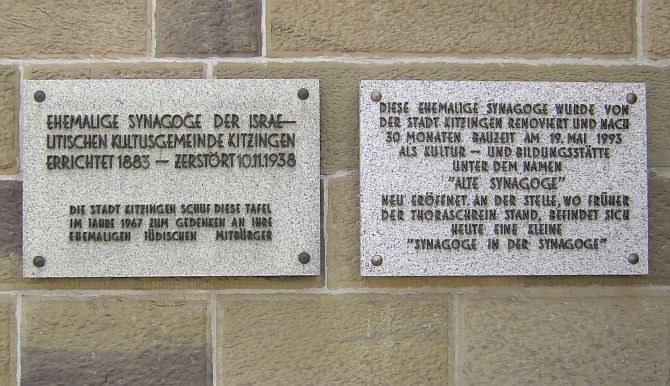 EHEMALIGE SYNAGOGE DER ISRAE-
LITISCHEN KULTUSGEMEINDE KITZINGEN
ERRICHTET 1883 - ZERSTÖRT 10.11.1938
DIE STADT KITZINGEN SCHUF DIESE TAFEL
IM JAHRE 1967 ZUM GEDENKEN AN IHRE
EHEMALIGEN JÜDISCHEN MITBÜRGER
DIESE EHEMALIGE SYNAGOGE WURDE VON
DER STADT KITZINGEN RENOVIERT UND NACH
30 MONATEN BAUZEIT AM 19. MAI 1993
ALS KULTUR - UND BILDUNGSSTÄTTE
UNTER DEM NAMEN
"ALTE SYNAGOGE"
NEU ERÖFFNET. AN DER STELLE, WO FRÜHER
DER THORASCHREIN STAND, BEFINDET SICH
HEUTE EINE KLEINE
"SYNAGOGE IN DER SYNAGOGE"